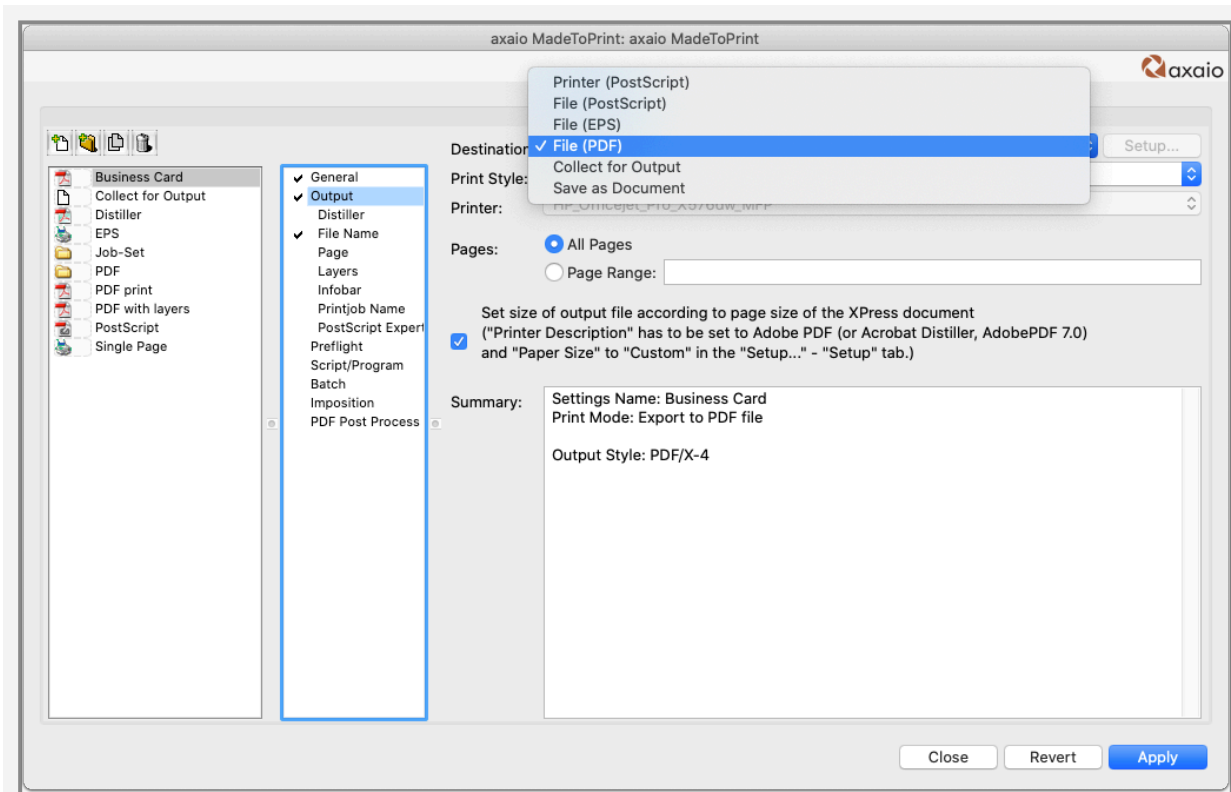 axaio MadeToPrint: axaio MadeToPrint
axaio
Printer (PostScript)
File (PostScript)
File (EPS)
✓ File (PDF)
Collect for Output
Save as Document
Destination
Setup...
Print Style:
Printer:
HP_Officejet_Pro_X576dw_MFP
Business Card
Collect for Output
Distiller
EPS
Job-Set
PDF
PDF print
PDF with layers
PostScript
Single Page
✓ General
✓ Output
Distiller
✓ File Name
Page
Layers
Infobar
Printjob Name
PostScript Expert
Preflight
Script/Program
Batch
Imposition
PDF Post Process
Pages:
All Pages
Page Range:
Set size of output file according to page size of the XPress document
("Printer Description" has to be set to Adobe PDF (or Acrobat Distiller, AdobePDF 7.0)
and "Paper Size" to "Custom" in the "Setup..." - "Setup" tab.)
Summary:
Settings Name: Business Card
Print Mode: Export to PDF file
Output Style: PDF/X-4
Close
Revert
Apply